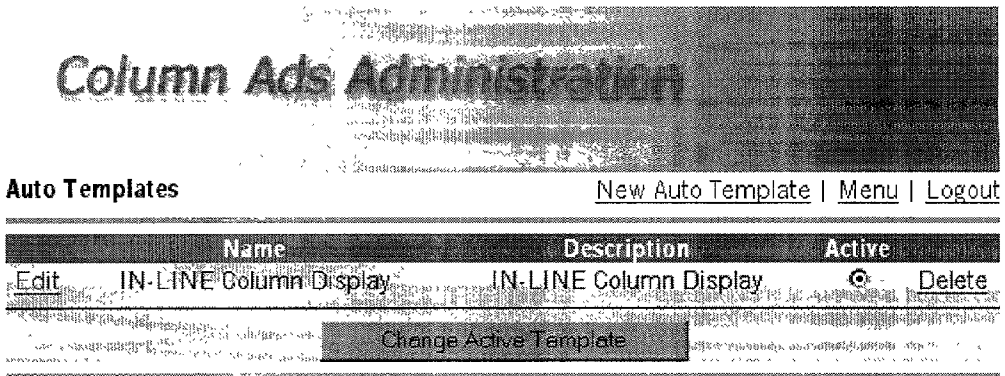 Column Ads Administration
Auto Templates New Auto Template | Menu | Logout
Name Description Active
Edit IN-LINE Column Display IN-LINE Column Display Delete
Change Active Template